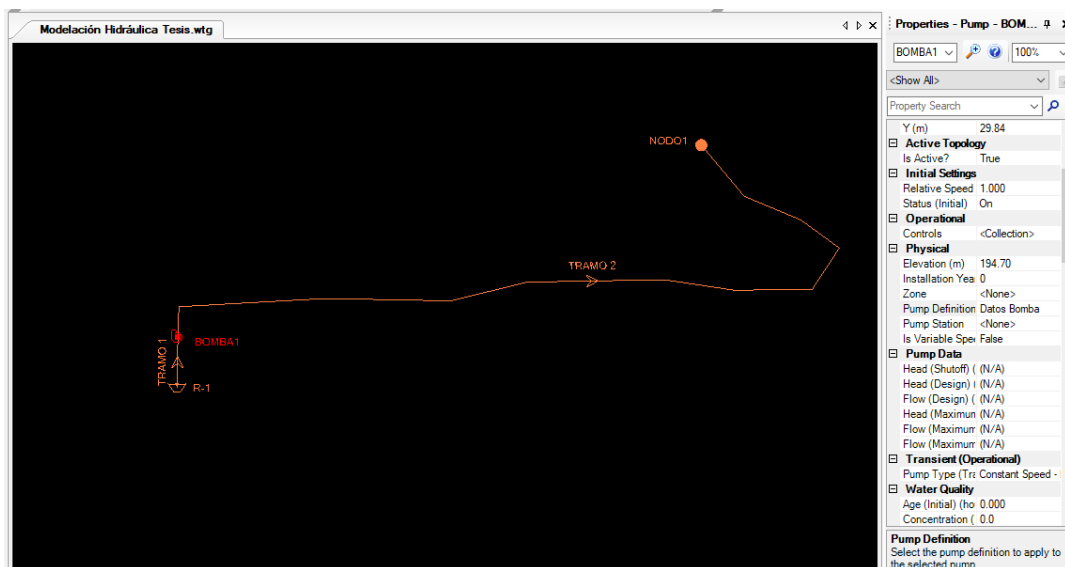 Modelación Hidráulica Tesis.wtg
NODO1
TRAMO 2
BOMBA1
TRAMO 1
R-1
Properties - Pump - BOM...
BOMBA1
100%
<Show All>
Property Search
Y (m) 29.84
Active Topology
Is Active? True
Initial Settings
Relative Speed 1.000
Status (Initial) On
Operational
Controls <Collection>
Physical
Elevation (m) 194.70
Installation Yea 0
Zone <None>
Pump Definition Datos Bomba
Pump Station <None>
Is Variable Spe False
Pump Data
Head (Shutoff) ( (N/A)
Head (Design) ( (N/A)
Flow (Design) ( (N/A)
Head (Maximun (N/A)
Flow (Maximum (N/A)
Flow (Maximum (N/A)
Transient (Operational)
Pump Type (Tra Constant Speed -
Water Quality
Age (Initial) (ho 0.000
Concentration ( 0.0
Pump Definition
Select the pump definition to apply to
the selected pump